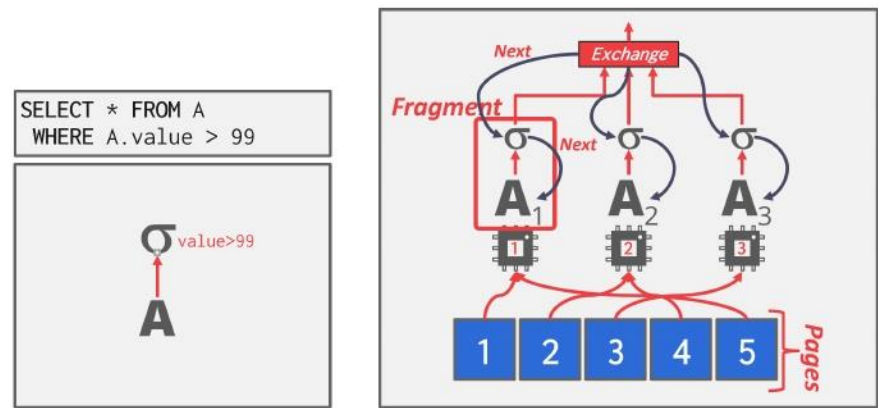 SELECT * FROM A
WHERE A.value > 99
σ value>99
A
Next
Exchange
Fragment
σ Next σ σ
A1 A2 A3
1 2 3
1 2 3 4 5
Pages